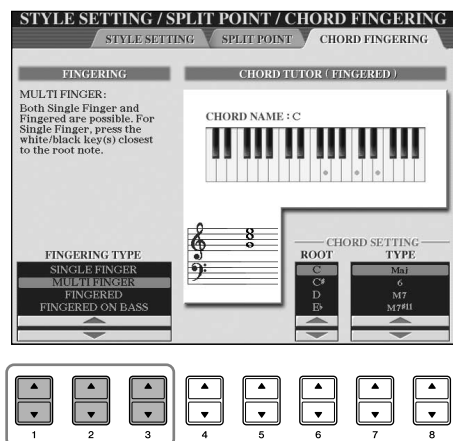 STYLE SETTING / SPLIT POINT / CHORD FINGERING
STYLE SETTING SPLIT POINT CHORD FINGERING
FINGERING
MULTI FINGER:
Both Single Finger and
Fingered are possible. For
Single Finger, press the
white/black key(s) closest
to the root note.
CHORD TUTOR ( FINGERED )
CHORD NAME : C
FINGERING TYPE
SINGLE FINGER
MULTI FINGER
FINGERED
FINGERED ON BASS
CHORD SETTING
ROOT TYPE
C Maj
C# 6
D M7
E♭ M7#11
1 2 3 4 5 6 7 8